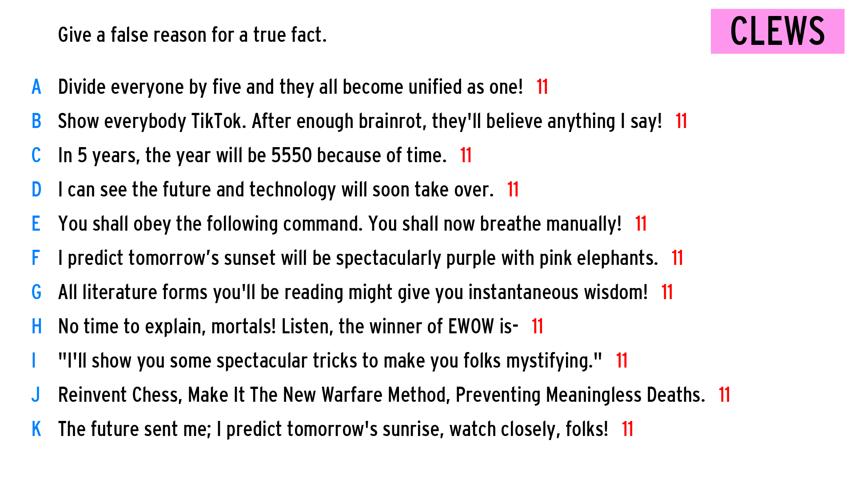 Give a false reason for a true fact.
CLEWS
A Divide everyone by five and they all become unified as one! 11
B Show everybody TikTok. After enough brainrot, they'll believe anything I say! 11
C In 5 years, the year will be 5550 because of time. 11
D I can see the future and technology will soon take over. 11
E You shall obey the following command. You shall now breathe manually! 11
F I predict tomorrow’s sunset will be spectacularly purple with pink elephants. 11
G All literature forms you'll be reading might give you instantaneous wisdom! 11
H No time to explain, mortals! Listen, the winner of EWOW is- 11
I "I'll show you some spectacular tricks to make you folks mystifying." 11
J Reinvent Chess, Make It The New Warfare Method, Preventing Meaningless Deaths. 11
K The future sent me; I predict tomorrow's sunrise, watch closely, folks! 11